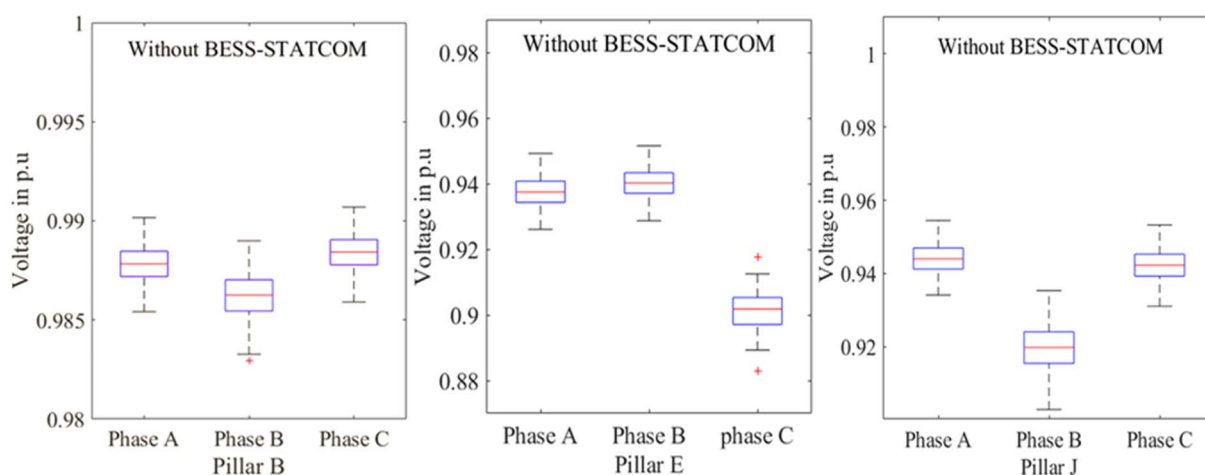 Without BESS-STATCOM
Voltage in p.u
1
0.995
0.99
0.985
0.98
Phase A Phase B Phase C
Pillar B
Without BESS-STATCOM
Voltage in p.u
0.98
0.96
0.94
0.92
0.9
0.88
Phase A Phase B phase C
Pillar E
Without BESS-STATCOM
Voltage in p.u
1
0.98
0.96
0.94
0.92
Phase A Phase B Phase C
Pillar J